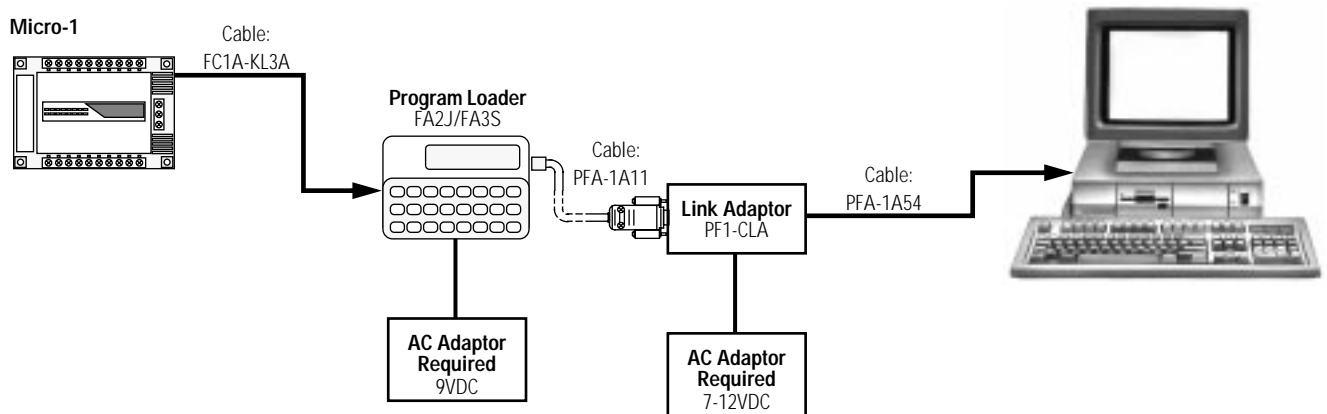 Micro-1
Cable:
FC1A-KL3A
Program Loader
FA2J/FA3S
Cable:
PFA-1A11
Link Adaptor
PF1-CLA
Cable:
PFA-1A54
AC Adaptor
Required
9VDC
AC Adaptor
Required
7-12VDC